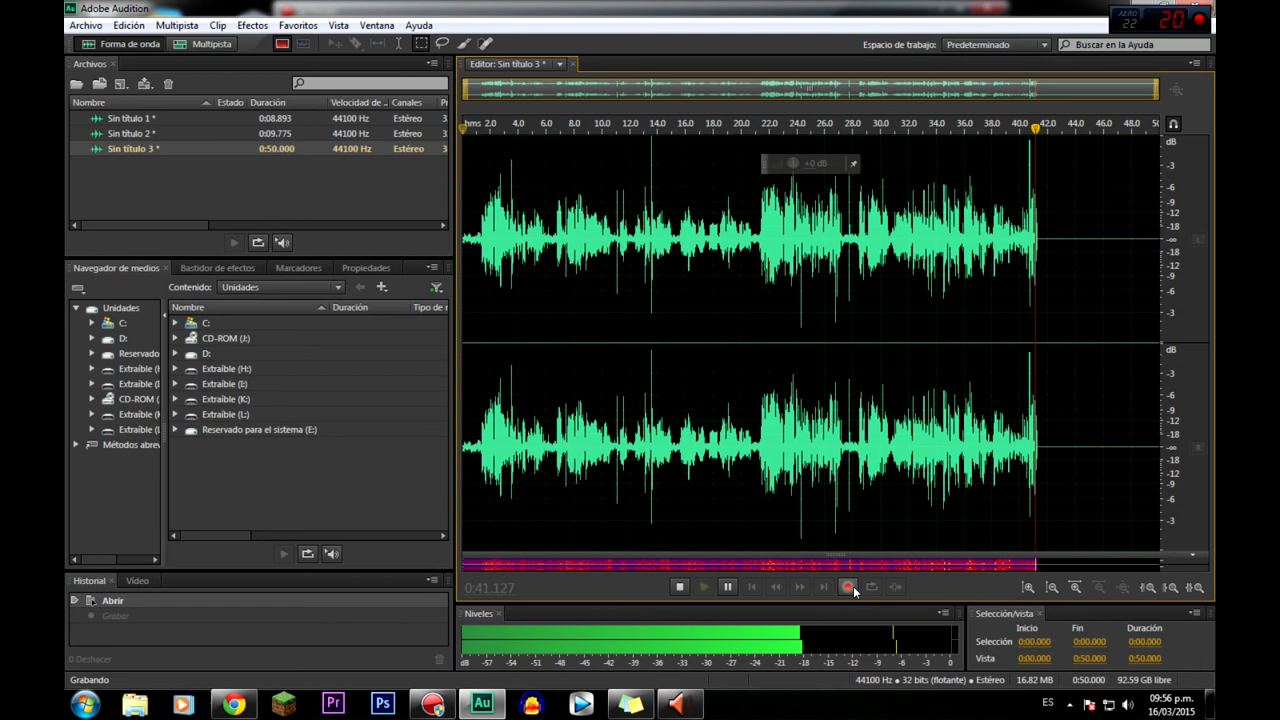 Au Adobe Audition
AERO
22
20
Archivo Edición Multipista Clip Efectos Favoritos Vista Ventana Ayuda
Forma de onda Multipista
Espacio de trabajo: Predeterminado
Buscar en la Ayuda
Archivos
Editor: Sin título 3 *
Nombre Estado Duración Velocidad de ... Canales
Sin título 1 * 0:08.893 44100 Hz Estéreo 3
Sin título 2 * 0:09.775 44100 Hz Estéreo 3
Sin título 3 * 0:50.000 44100 Hz Estéreo 3
hms 2.0 4.0 6.0 8.0 10.0 12.0 14.0 16.0 18.0 20.0 22.0 24.0 26.0 28.0 30.0 32.0 34.0 36.0 38.0 40.0 42.0 44.0 46.0 48.0 50
+0 dB
dB
-3
-6
-9
-12
-18
-∞
-18
-12
-9
-6
-3
L
dB
-3
-6
-9
-12
-18
-∞
-18
-12
-9
-6
-3
R
Navegador de medios Bastidor de efectos Marcadores Propiedades
Contenido: Unidades
Unidades
C:
D:
Reservado
Extraíble (H
Extraíble (I:
CD-ROM (
Extraíble (K
Extraíble (L
Métodos abrev
Nombre Duración Tipo de r
C:
CD-ROM (J:)
D:
Extraíble (H:)
Extraíble (I:)
Extraíble (K:)
Extraíble (L:)
Reservado para el sistema (E:)
Historial Vídeo
Abrir
Grabar
0 Deshacer
0:41.127
Niveles
dB -57 -54 -51 -48 -45 -42 -39 -36 -33 -30 -27 -24 -21 -18 -15 -12 -9 -6 -3 0
Selección/vista
Inicio Fin Duración
Selección 0:00.000 0:00.000 0:00.000
Vista 0:00.000 0:50.000 0:50.000
Grabando
44100 Hz • 32 bits (flotante) • Estéreo 16.82 MB 0:50.000 92.59 GB libre
Pr Ps Au
ES
09:56 p.m.
16/03/2015